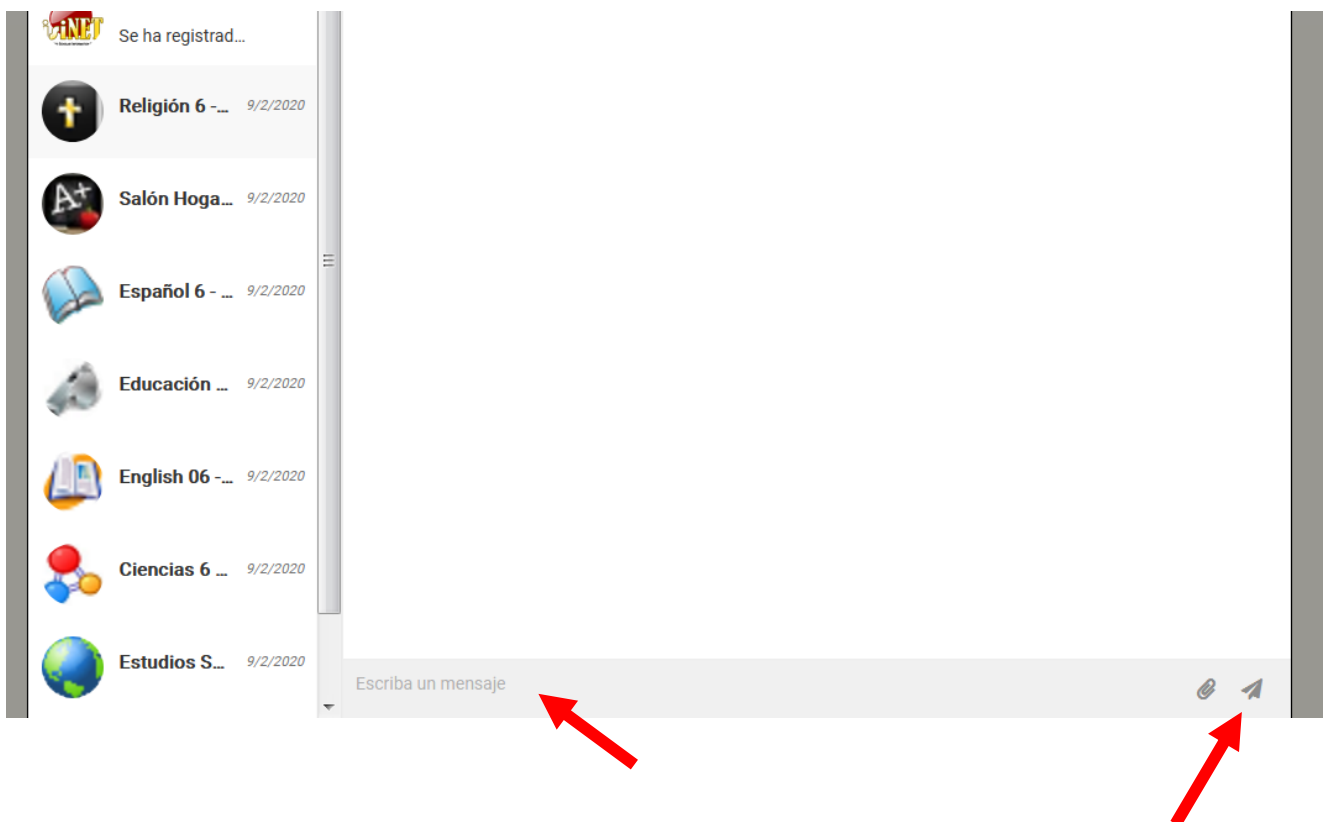 Se ha registrad...
Religión 6 -... 9/2/2020
A+
Salón Hoga... 9/2/2020
Español 6 - ... 9/2/2020
Educación ... 9/2/2020
English 06 -... 9/2/2020
Ciencias 6 ... 9/2/2020
Estudios S... 9/2/2020
Escriba un mensaje